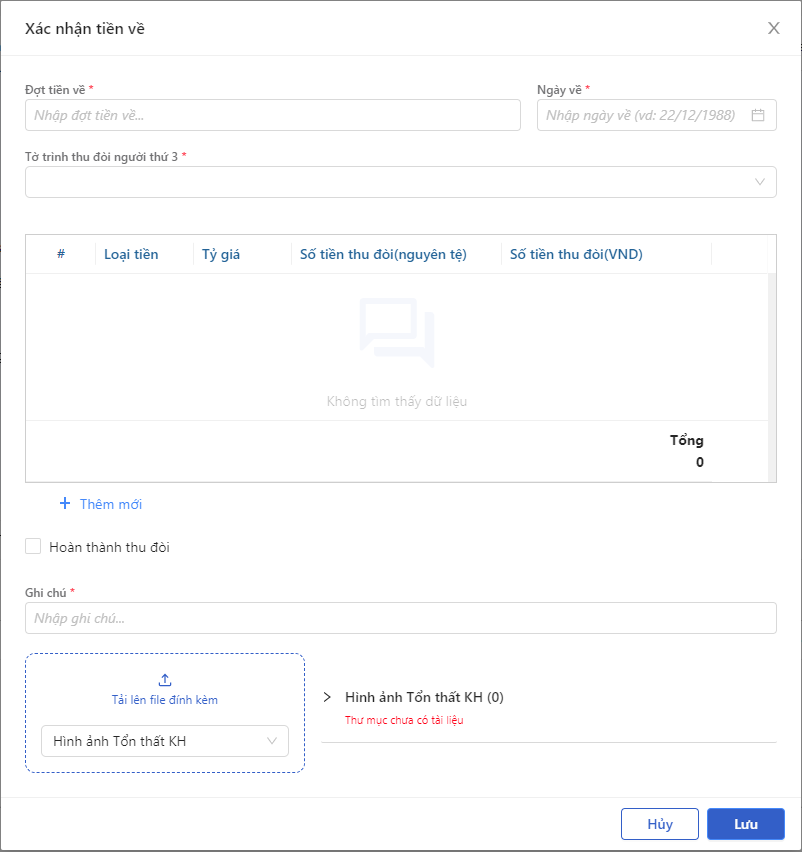 Xác nhận tiền về
Đợt tiền về *
Ngày về *
Nhập đợt tiền về...
Nhập ngày về (vd: 22/12/1988)
Tờ trình thu đòi người thứ 3 *
# Loại tiền Tỷ giá Số tiền thu đòi(nguyên tệ) Số tiền thu đòi(VND)
Không tìm thấy dữ liệu
Tổng
0
+ Thêm mới
Hoàn thành thu đòi
Ghi chú *
Nhập ghi chú...
Tải lên file đính kèm
Hình ảnh Tổn thất KH
Hình ảnh Tổn thất KH (0)
Thư mục chưa có tài liệu
Hủy
Lưu